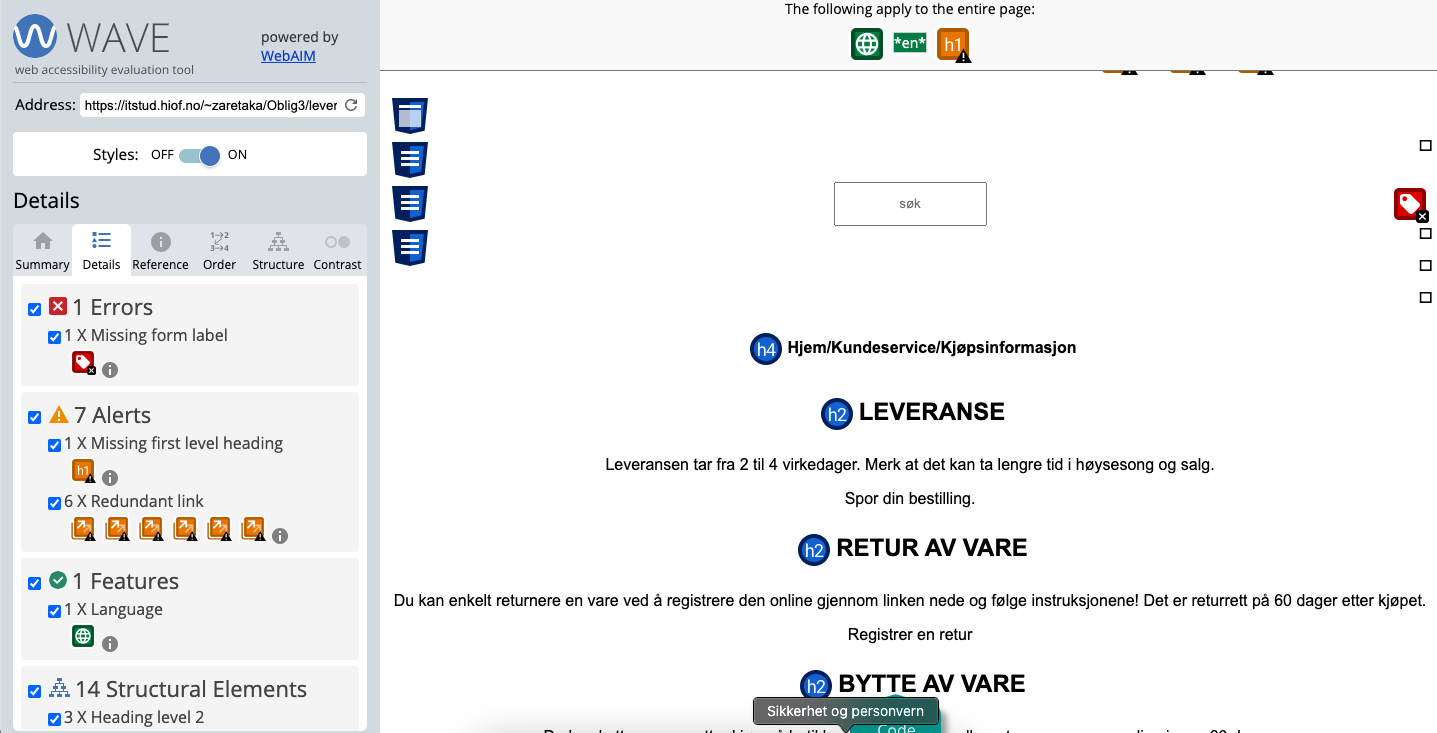 WAVE
web accessibility evaluation tool
powered by
WebAIM
Address: https://itstud.hiof.no/~zaretaka/Oblig3/lever
Styles: OFF ON
Details
Summary Details Reference Order Structure Contrast
1 Errors
1 X Missing form label
7 Alerts
1 X Missing first level heading
h1
6 X Redundant link
1 Features
1 X Language
14 Structural Elements
3 X Heading level 2
The following apply to the entire page:
*en* h1
søk
h4 Hjem/Kundeservice/Kjøpsinformasjon
h2 LEVERANSE
Leveransen tar fra 2 til 4 virkedager. Merk at det kan ta lengre tid i høysesong og salg.
Spor din bestilling.
h2 RETUR AV VARE
Du kan enkelt returnere en vare ved å registrere den online gjennom linken nede og følge instruksjonene! Det er returrett på 60 dager etter kjøpet.
Registrer en retur
h2 BYTTE AV VARE
Sikkerhet og personvern
Code